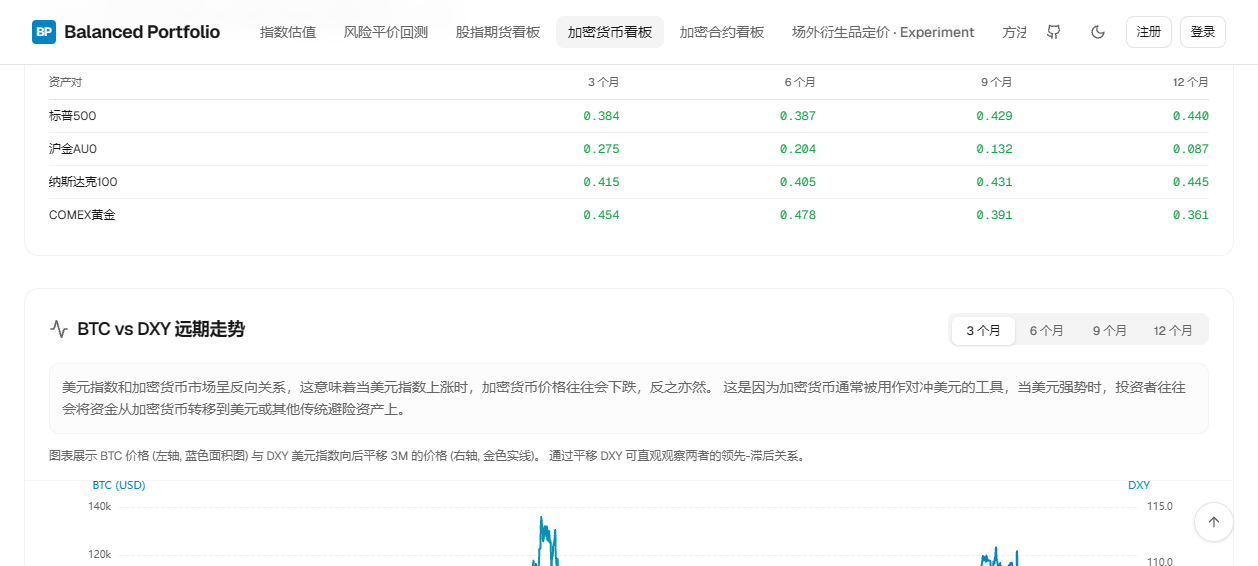 BP Balanced Portfolio 指数估值 风险平价回测 股指期货看板 加密货币看板 加密合约看板 场外衍生品定价 · Experiment 方法 注册 登录
资产对 3 个月 6 个月 9 个月 12 个月
标普500 0.384 0.387 0.429 0.440
沪金AU0 0.275 0.204 0.132 0.087
纳斯达克100 0.415 0.405 0.431 0.445
COMEX黄金 0.454 0.478 0.391 0.361
BTC vs DXY 远期走势 3 个月 6 个月 9 个月 12 个月
美元指数和加密货币市场呈反向关系，这意味着当美元指数上涨时，加密货币价格往往会下跌，反之亦然。 这是因为加密货币通常被用作对冲美元的工具，当美元强势时，投资者往往
会将资金从加密货币转移到美元或其他传统避险资产上。
图表展示 BTC 价格 (左轴, 蓝色面积图) 与 DXY 美元指数向后平移 3M 的价格 (右轴, 金色实线)。 通过平移 DXY 可直观观察两者的领先-滞后关系。
BTC (USD) DXY
140k 115.0
120k 110.0